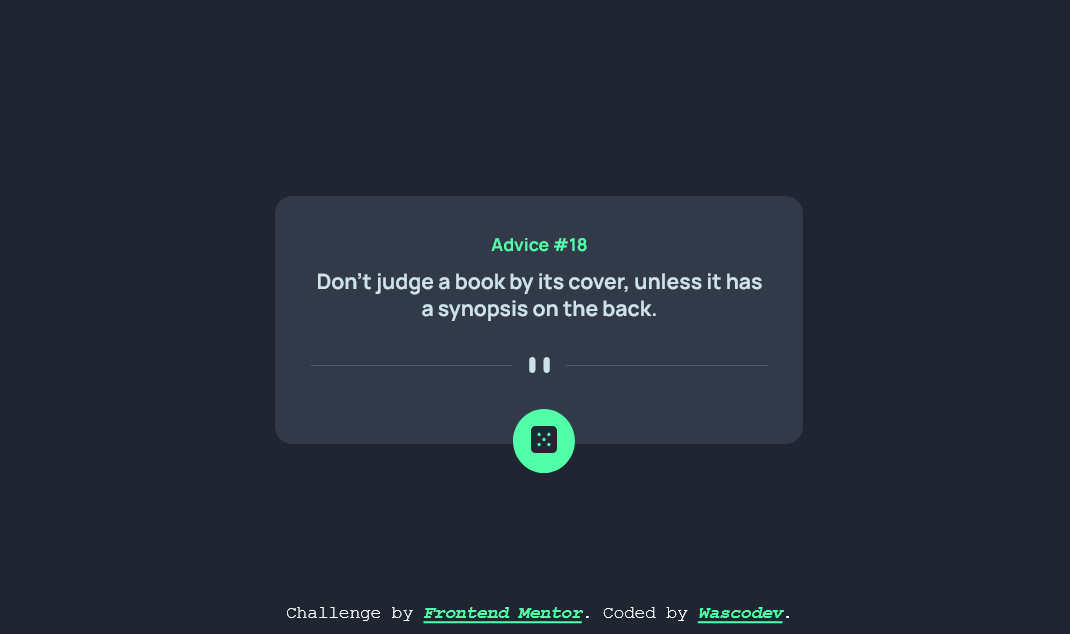 Advice #18
Don’t judge a book by its cover, unless it has
a synopsis on the back.
Challenge by Frontend Mentor. Coded by Wascodev.